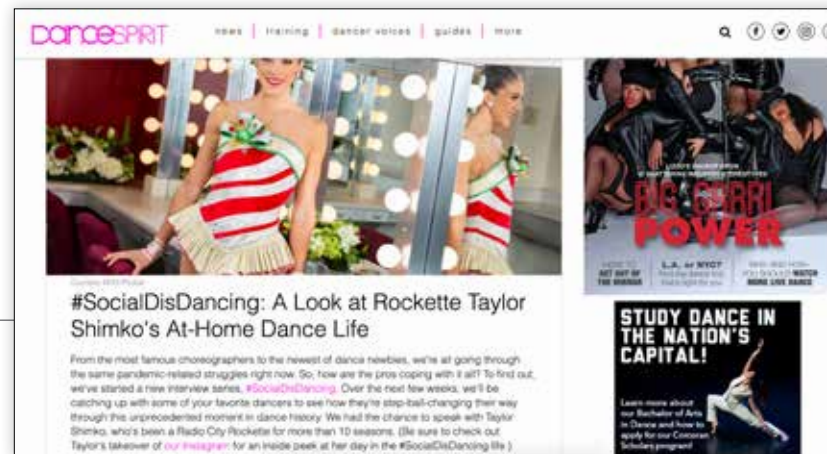 DANCESPIRIT
news | training | dancer voices | guides | more
#SocialDisDancing: A Look at Rockette Taylor
Shimko's At-Home Dance Life
From the most famous choreographers to the newest of dance newbies, we're all going through
the same pandemic-related struggles right now. So, how are the pros coping with it all? To find out,
we've started a new interview series, #SocialDisDancing. Over the next few weeks, we'll be
catching up with some of your favorite dancers to see how they're step-ball-changing their way
through this unprecedented moment in dance history. We had the chance to speak with Taylor
Shimko, who's been a Radio City Rockette for more than 10 seasons. (Be sure to check out
Taylor's takeover of our Instagram for an inside peek at her day in the #SocialDisDancing life.)
BIG GRRRL
POWER
HOW TO
GET OUT OF
THE
L.A. or NYC?
WATCH
MORE LIVE DANCE
STUDY DANCE IN
THE NATION'S
CAPITAL!
Learn more about
our Bachelor of Arts
in Dance and how to
apply for our Corcoran
Scholars program!